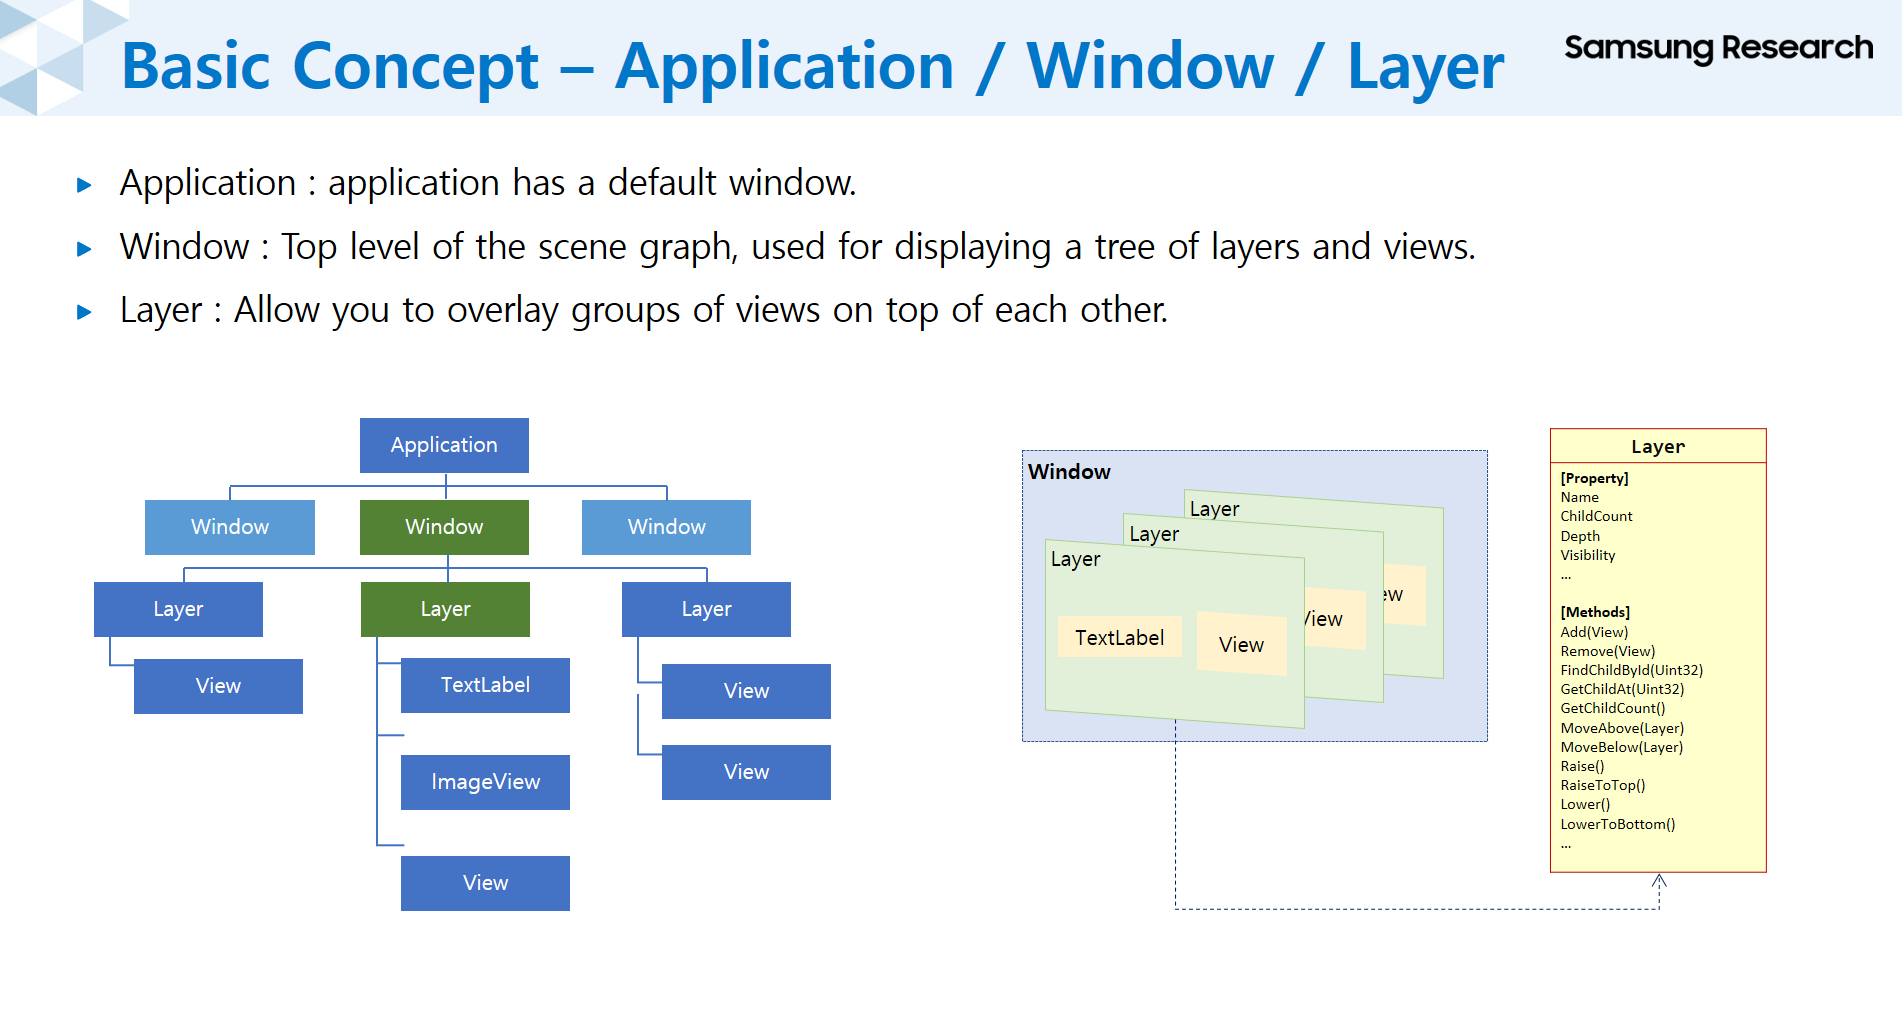 Basic Concept – Application / Window / Layer
Samsung Research
Application : application has a default window.
Window : Top level of the scene graph, used for displaying a tree of layers and views.
Layer : Allow you to overlay groups of views on top of each other.
Application
Window
Window
Window
Layer
Layer
Layer
View
TextLabel
View
ImageView
View
View
Window
Layer
Layer
Layer
TextLabel
View
View
ew
Layer
[Property]
Name
ChildCount
Depth
Visibility
...
[Methods]
Add(View)
Remove(View)
FindChildById(Uint32)
GetChildAt(Uint32)
GetChildCount()
MoveAbove(Layer)
MoveBelow(Layer)
Raise()
RaiseToTop()
Lower()
LowerToBottom()
...